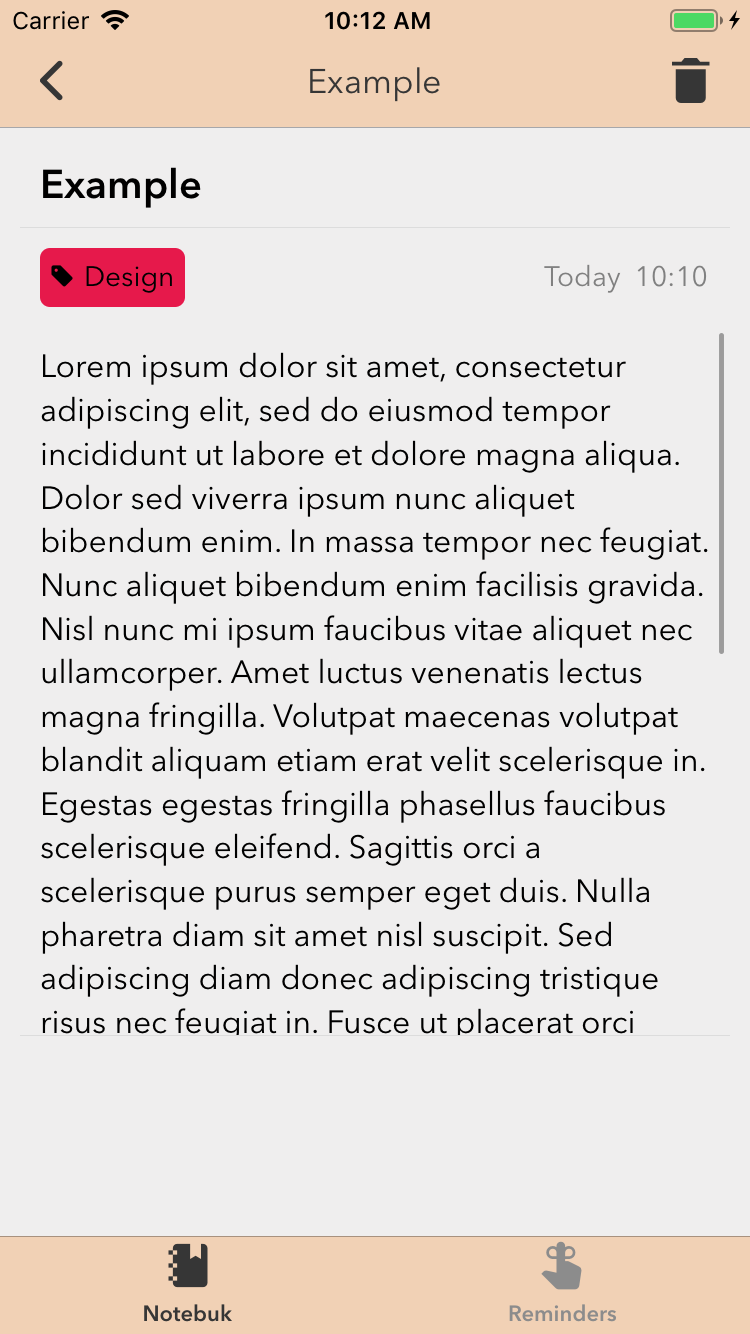 Carrier 10:12 AM
Example
Example
Design Today 10:10
Lorem ipsum dolor sit amet, consectetur
adipiscing elit, sed do eiusmod tempor
incididunt ut labore et dolore magna aliqua.
Dolor sed viverra ipsum nunc aliquet
bibendum enim. In massa tempor nec feugiat.
Nunc aliquet bibendum enim facilisis gravida.
Nisl nunc mi ipsum faucibus vitae aliquet nec
ullamcorper. Amet luctus venenatis lectus
magna fringilla. Volutpat maecenas volutpat
blandit aliquam etiam erat velit scelerisque in.
Egestas egestas fringilla phasellus faucibus
scelerisque eleifend. Sagittis orci a
scelerisque purus semper eget duis. Nulla
pharetra diam sit amet nisl suscipit. Sed
adipiscing diam donec adipiscing tristique
risus nec feugiat in. Fusce ut placerat orci
Notebuk Reminders